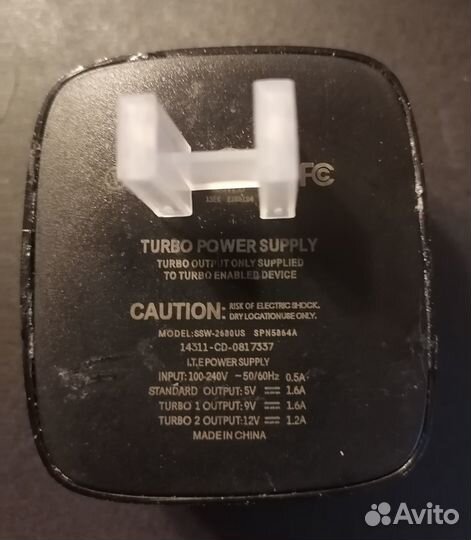 FC
TURBO POWER SUPPLY
TURBO OUTPUT ONLY SUPPLIED
TO TURBO ENABLED DEVICE
CAUTION: RISK OF ELECTRIC SHOCK.
DRY LOCATION USE ONLY.
MODEL:SSW-2680US SPN5864A
14311-CD-0817337
I.T.E POWER SUPPLY
INPUT: 100-240V ~50/60Hz 0.5A
STANDARD OUTPUT: 5V ⎓ 1.6A
TURBO 1 OUTPUT: 9V ⎓ 1.6A
TURBO 2 OUTPUT: 12V ⎓ 1.2A
MADE IN CHINA
Avito